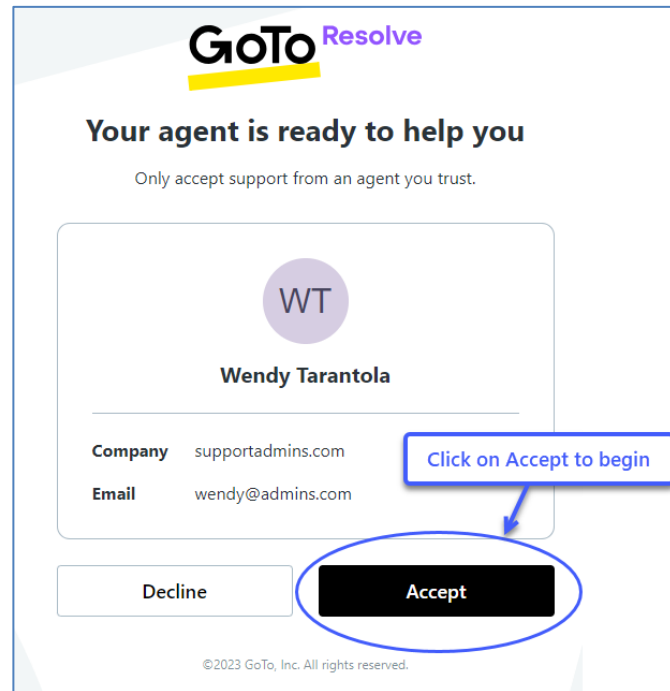 GoTo Resolve
Your agent is ready to help you
Only accept support from an agent you trust.
WT
Wendy Tarantola
Company supportadmins.com
Email wendy@admins.com
Click on Accept to begin
Decline Accept
©2023 GoTo, Inc. All rights reserved.